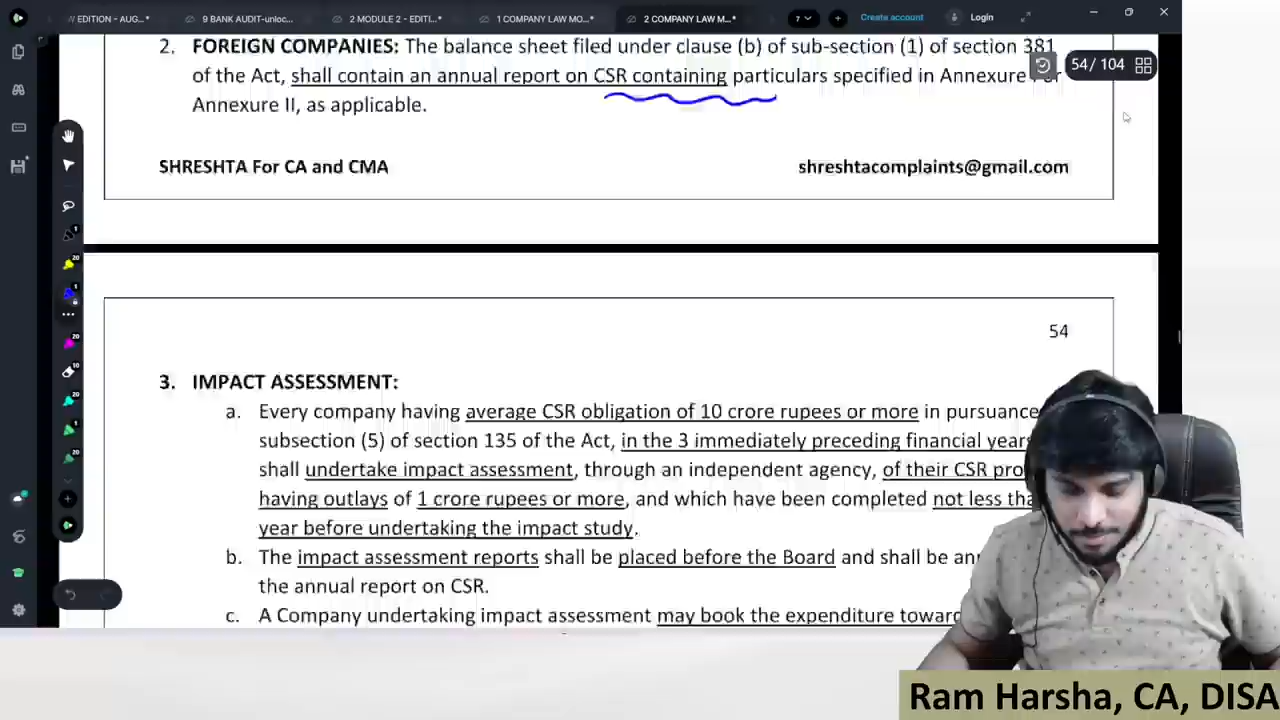 W EDITION - AUG...*
9 BANK AUDIT-unloc...
2 MODULE 2 - EDITI...*
1 COMPANY LAW MO...*
2 COMPANY LAW M...*
7
Create account
Login
2. FOREIGN COMPANIES: The balance sheet filed under clause (b) of sub-section (1) of section 381
of the Act, shall contain an annual report on CSR containing particulars specified in Annexure I or
Annexure II, as applicable.
54 / 104
SHRESHTA For CA and CMA
shreshtacomplaints@gmail.com
54
3. IMPACT ASSESSMENT:
a. Every company having average CSR obligation of 10 crore rupees or more in pursuance
subsection (5) of section 135 of the Act, in the 3 immediately preceding financial years
shall undertake impact assessment, through an independent agency, of their CSR pro
having outlays of 1 crore rupees or more, and which have been completed not less tha
year before undertaking the impact study.
b. The impact assessment reports shall be placed before the Board and shall be an
the annual report on CSR.
c. A Company undertaking impact assessment may book the expenditure towar
Ram Harsha, CA, DISA